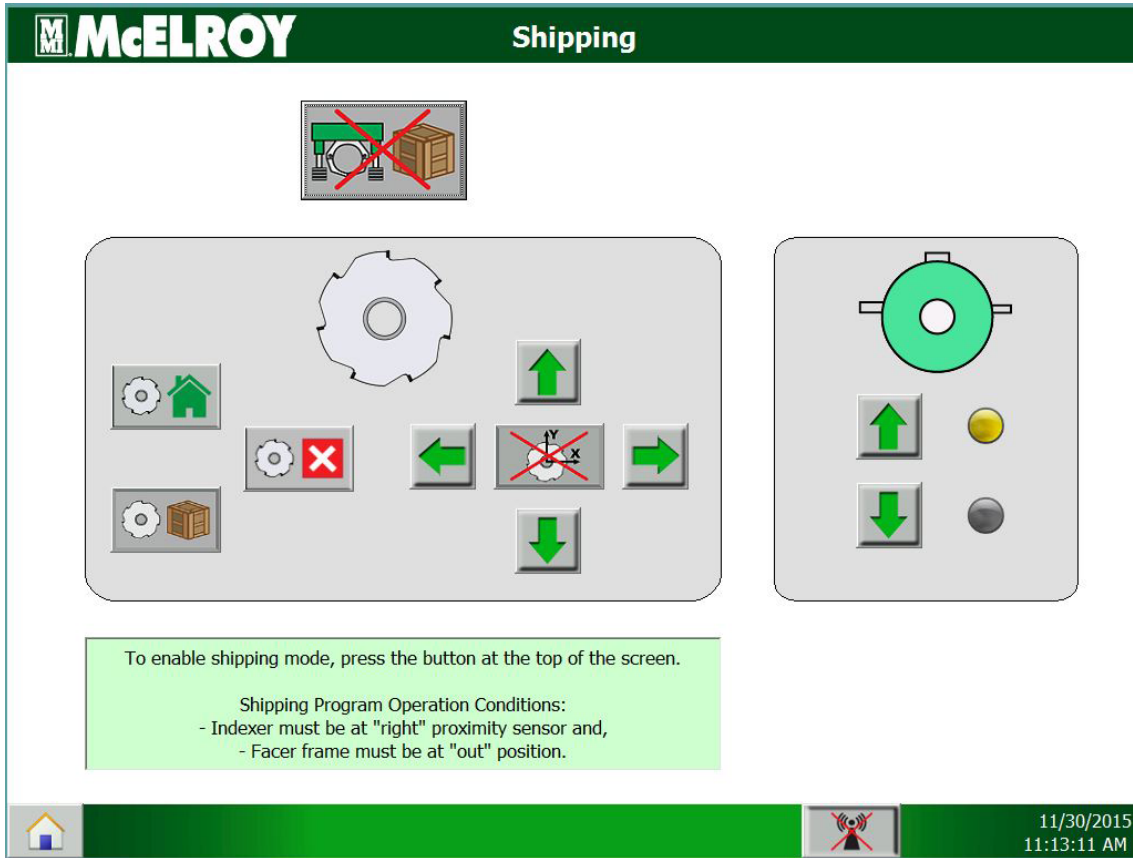 MMI McELROY
Shipping
Y
X
To enable shipping mode, press the button at the top of the screen.
Shipping Program Operation Conditions:
- Indexer must be at "right" proximity sensor and,
- Facer frame must be at "out" position.
11/30/2015
11:13:11 AM